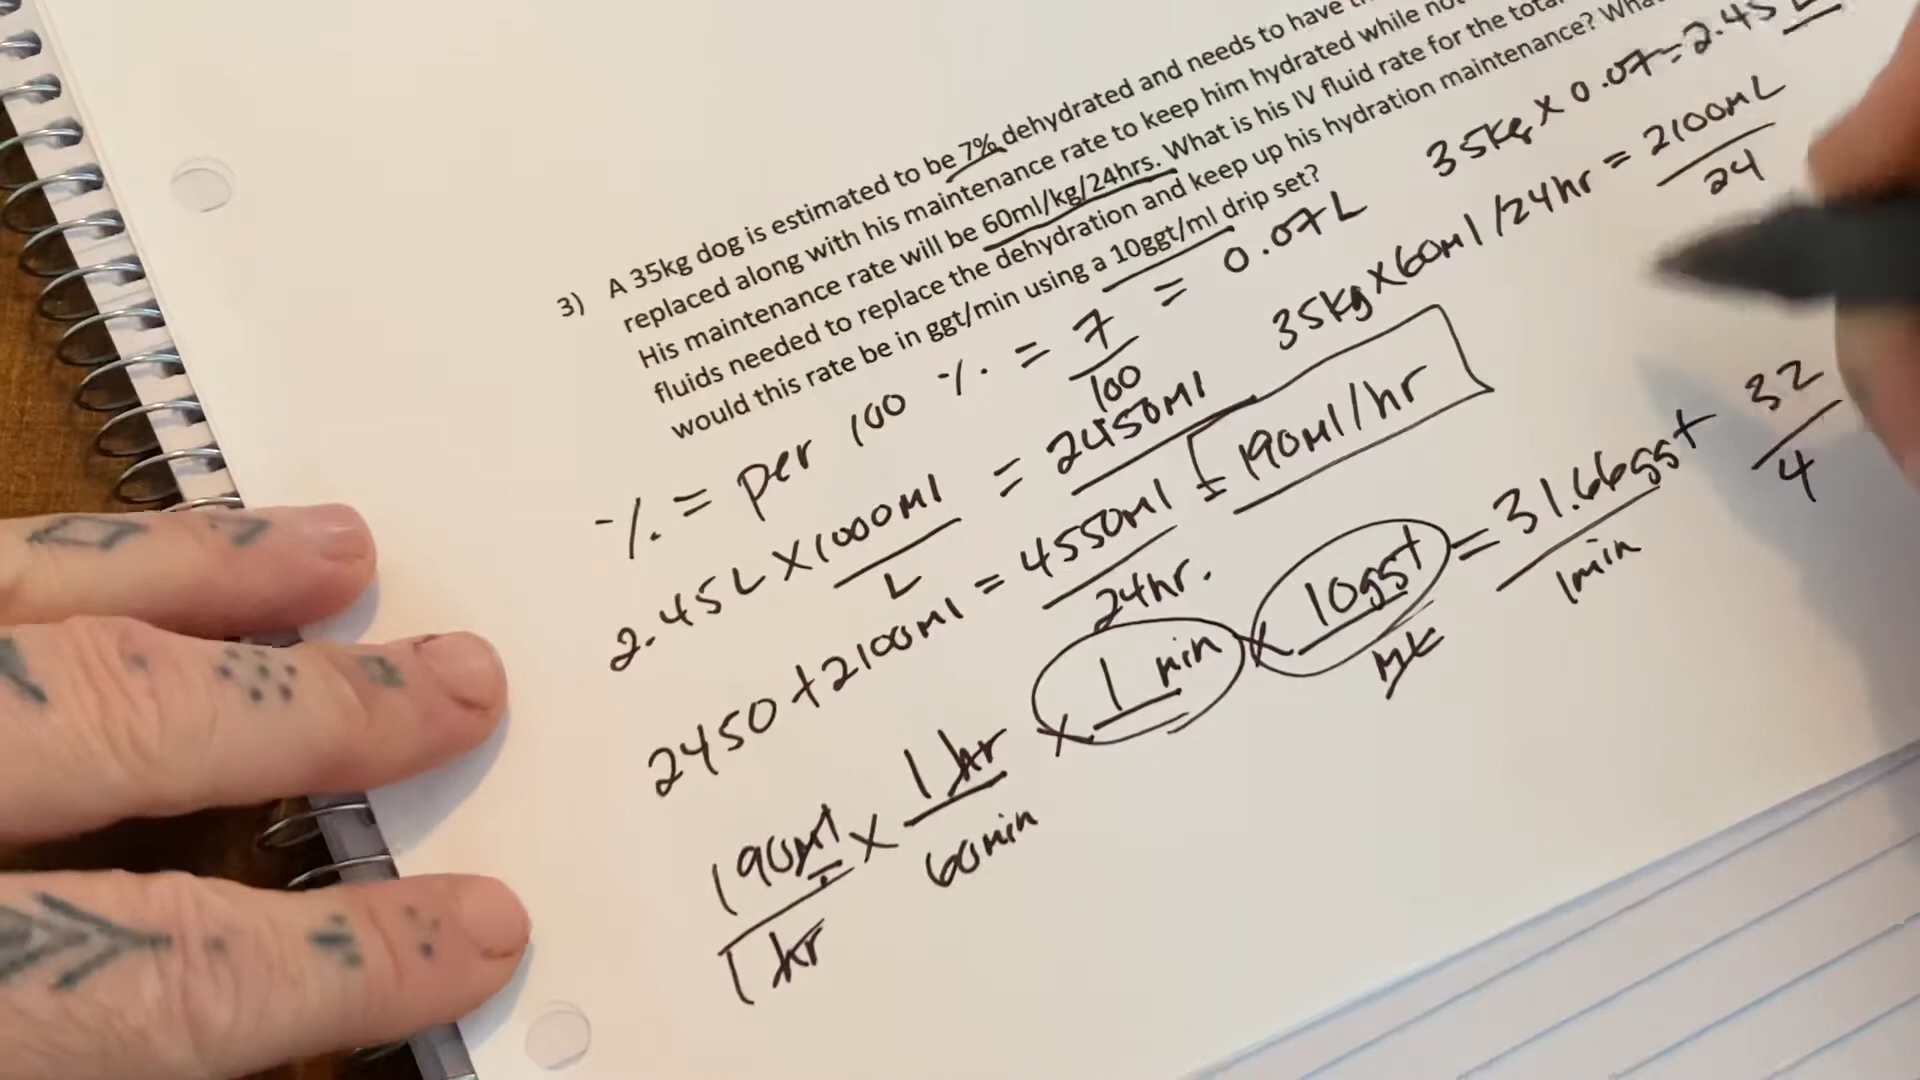 3) A 35kg dog is estimated to be 7% dehydrated and needs to have
replaced along with his maintenance rate to keep him hydrated while
His maintenance rate will be 60ml/kg/24hrs. What is his IV fluid rate for the total
fluids needed to replace the dehydration and keep up his hydration maintenance?
would this rate be in ggt/min using a 10ggt/ml drip set?
% = per 100 % = 7/100 = 0.07L
35kg x 0.07 = 2.45 L
35kg x 60ml/24hr = 2100mL/24
2.45L x 1000ml/L = 2450ml
2450 + 2100ml = 4550ml/24hr. = 190ml/hr
190ml/1hr x 1hr/60min x 1min x 10ggt/mL = 31.66ggt/1min
32/4